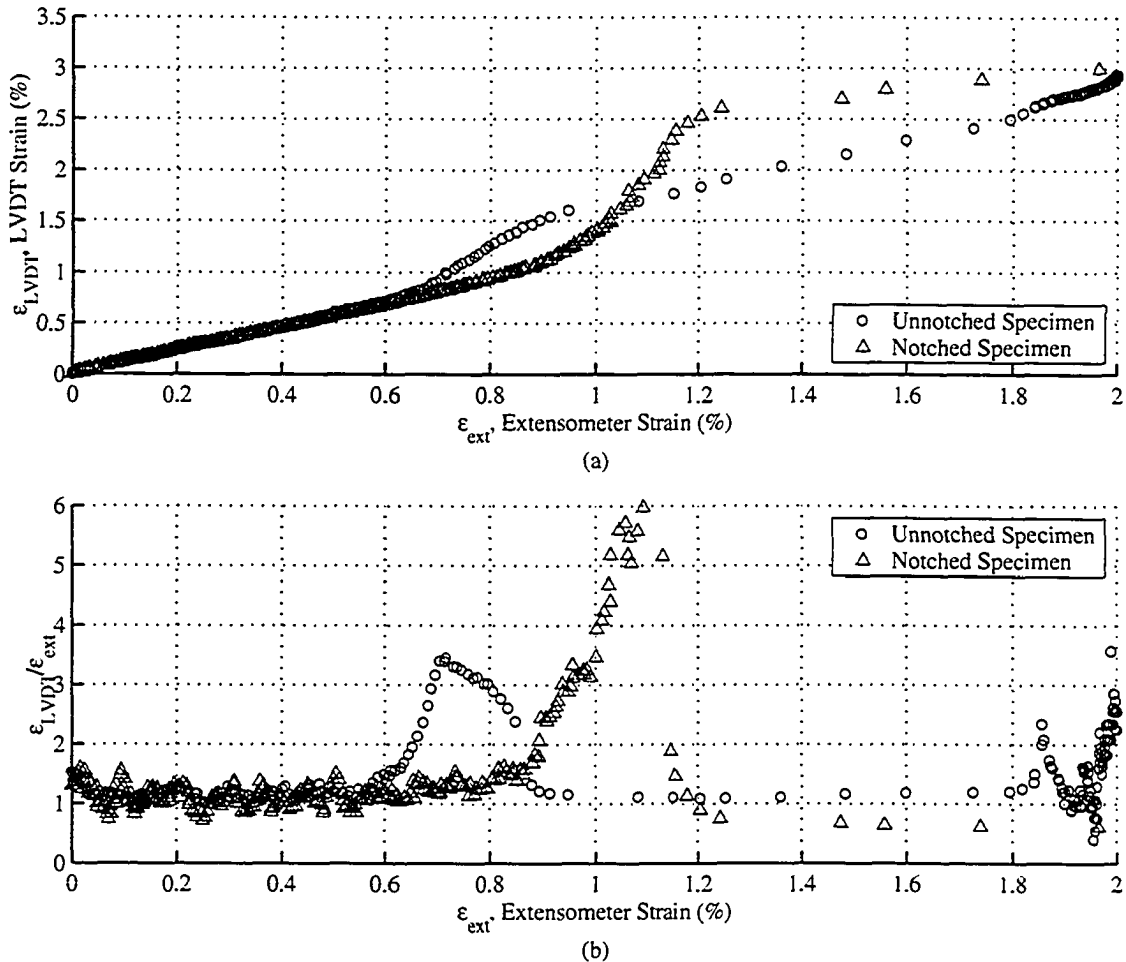 3.5
3
2.5
2
1.5
1
0.5
0
ε_LVDT, LVDT Strain (%)
Unnotched Specimen
Notched Specimen
0 0.2 0.4 0.6 0.8 1 1.2 1.4 1.6 1.8 2
ε_ext, Extensometer Strain (%)
(a)
6
5
4
3
2
1
0
ε_LVDT/ε_ext
Unnotched Specimen
Notched Specimen
0 0.2 0.4 0.6 0.8 1 1.2 1.4 1.6 1.8 2
ε_ext, Extensometer Strain (%)
(b)